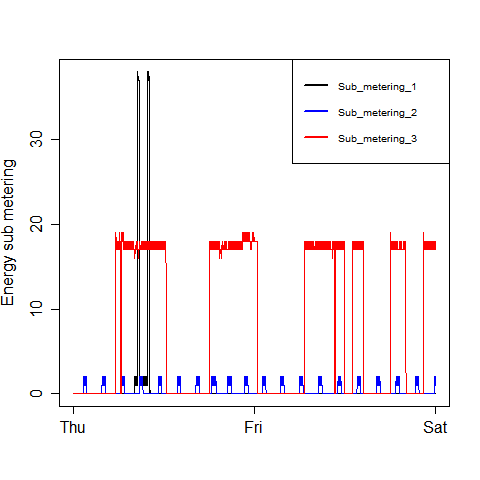 Sub_metering_1
Sub_metering_2
Sub_metering_3
Energy sub metering
30
20
10
0
Thu Fri Sat